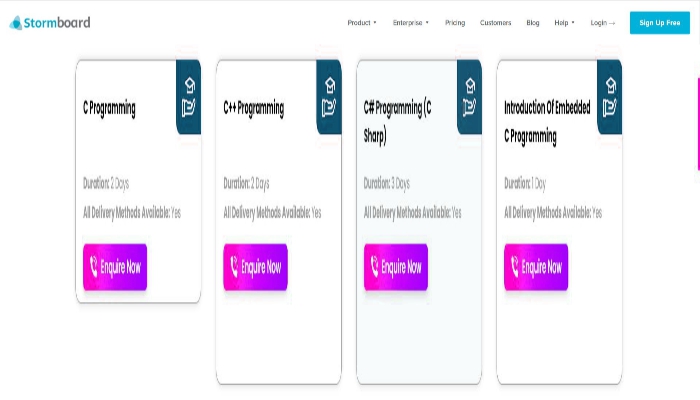 Stormboard
Product
Enterprise
Pricing
Customers
Blog
Help
Login →
Sign Up Free
C Programming
Duration: 2 Days
All Delivery Methods Available: Yes
Enquire Now
C++ Programming
Duration: 2 Days
All Delivery Methods Available: Yes
Enquire Now
C# Programming (C
Sharp)
Duration: 3 Days
All Delivery Methods Available: Yes
Enquire Now
Introduction Of Embedded
C Programming
Duration: 1 Day
All Delivery Methods Available: Yes
Enquire Now